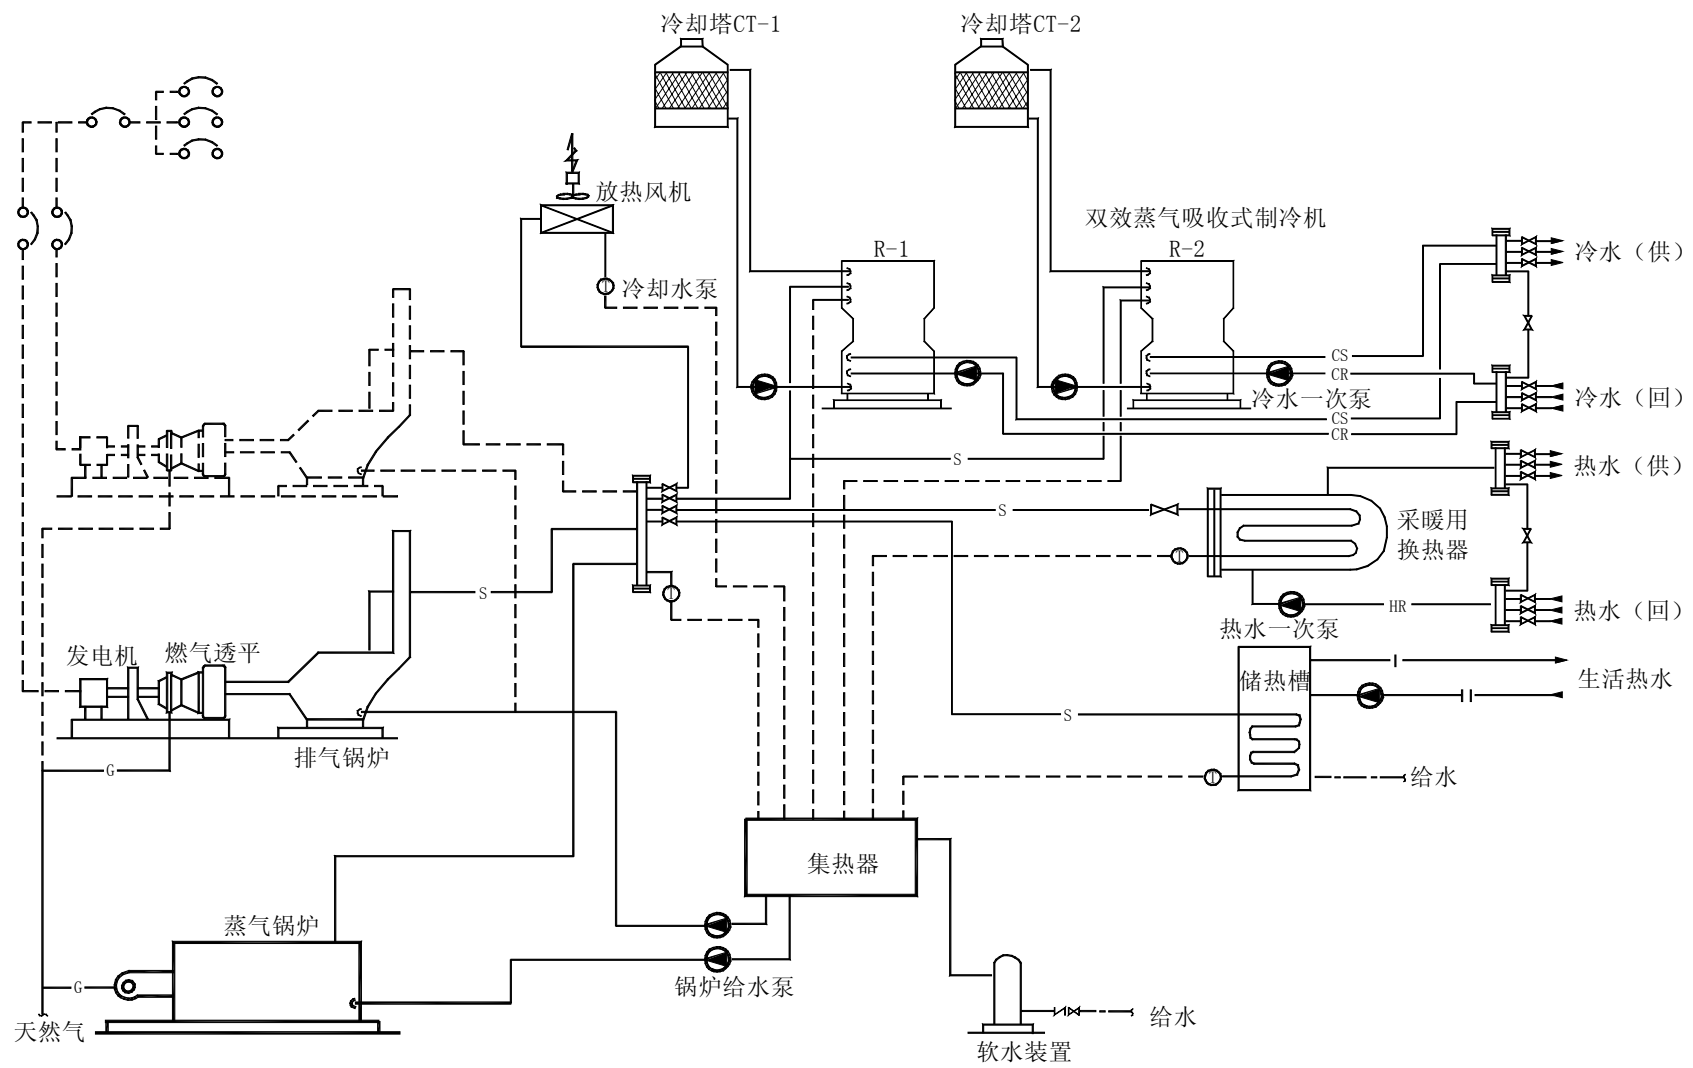 冷却塔CT-1
冷却塔CT-2
放热风机
双效蒸气吸收式制冷机
R-1
R-2
冷水（供）
冷却水泵
CS
CR
冷水一次泵
冷水（回）
CS
CR
S
热水（供）
S
采暖用
换热器
S
HR
热水（回）
热水一次泵
发电机
燃气透平
储热槽
生活热水
S
排气锅炉
G
给水
集热器
蒸气锅炉
锅炉给水泵
G
天然气
给水
软水装置